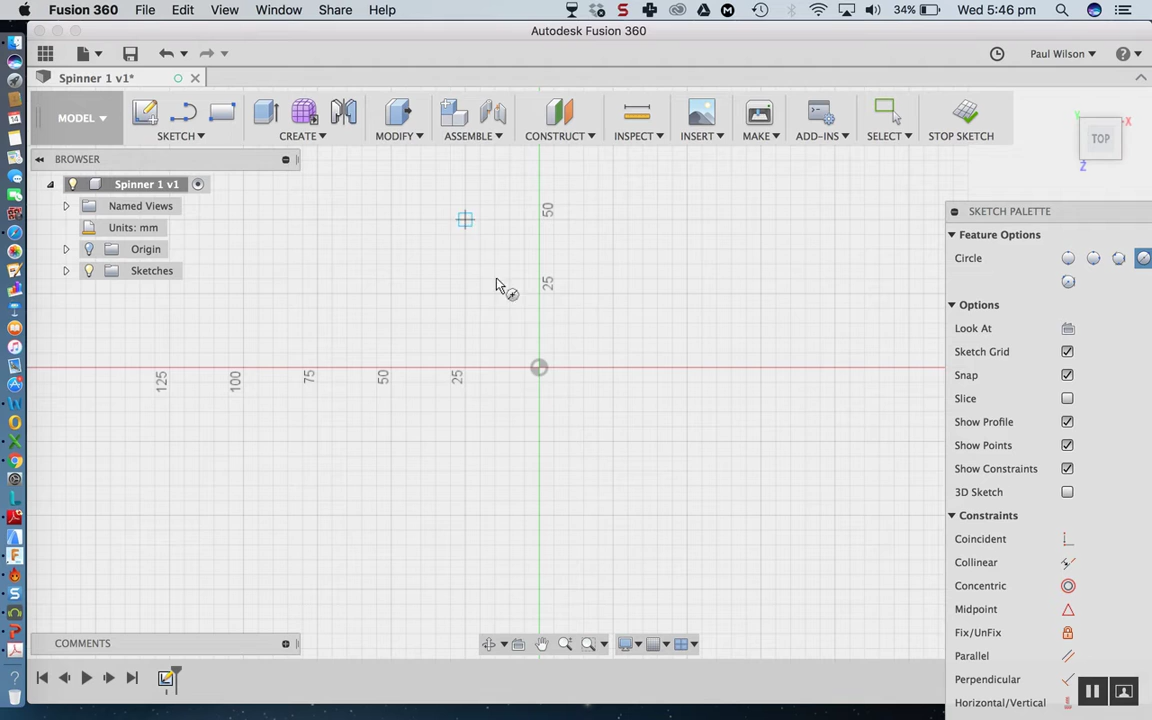 Fusion 360 File Edit View Window Share Help 34% Wed 5:46 pm
Autodesk Fusion 360
Paul Wilson
Spinner 1 v1*
MODEL SKETCH CREATE MODIFY ASSEMBLE CONSTRUCT INSPECT INSERT MAKE ADD-INS SELECT STOP SKETCH
TOP
X
Y
Z
BROWSER
Spinner 1 v1
Named Views
Units: mm
Origin
Sketches
50
25
125 100 75 50 25
SKETCH PALETTE
Feature Options
Circle
Options
Look At
Sketch Grid
Snap
Slice
Show Profile
Show Points
Show Constraints
3D Sketch
Constraints
Coincident
Collinear
Concentric
Midpoint
Fix/UnFix
Parallel
Perpendicular
Horizontal/Vertical
COMMENTS